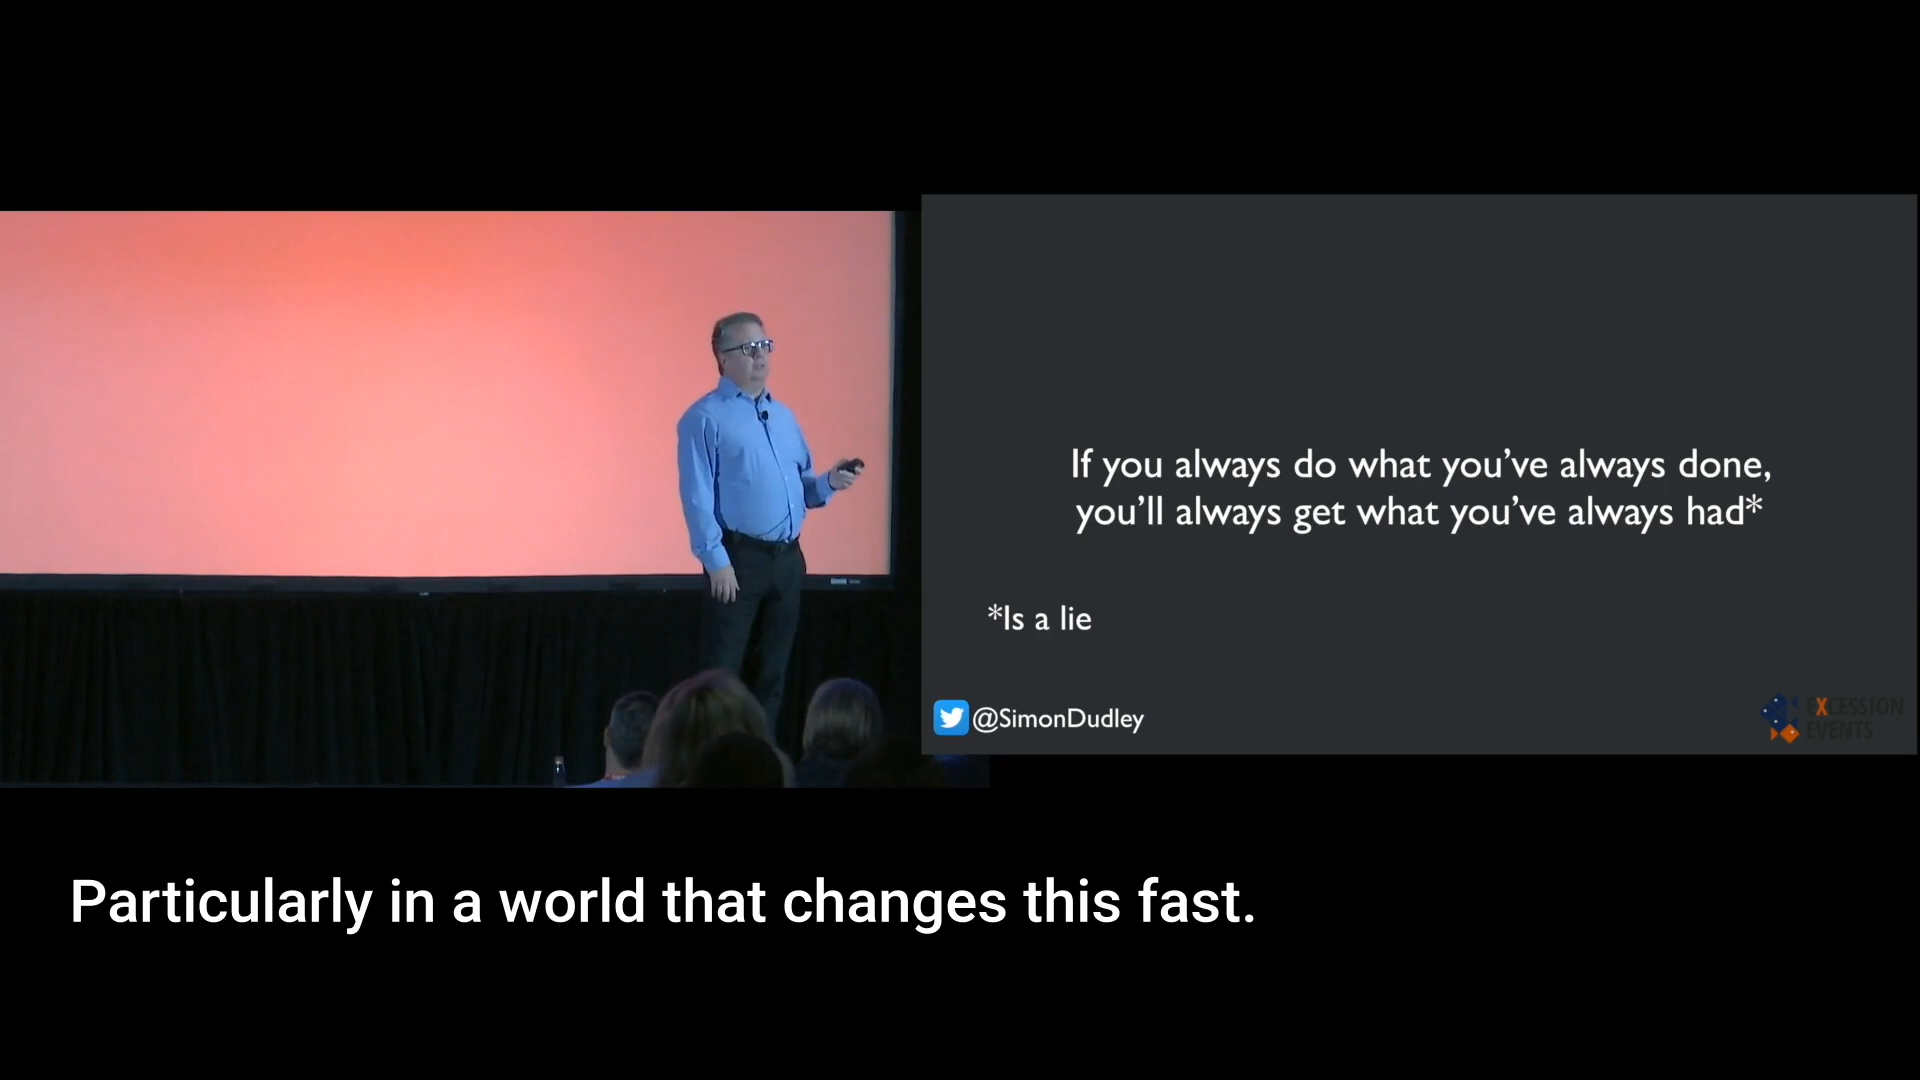 If you always do what you've always done,
you'll always get what you've always had*
*Is a lie
@SimonDudley
EXCESSION
EVENTS
Particularly in a world that changes this fast.